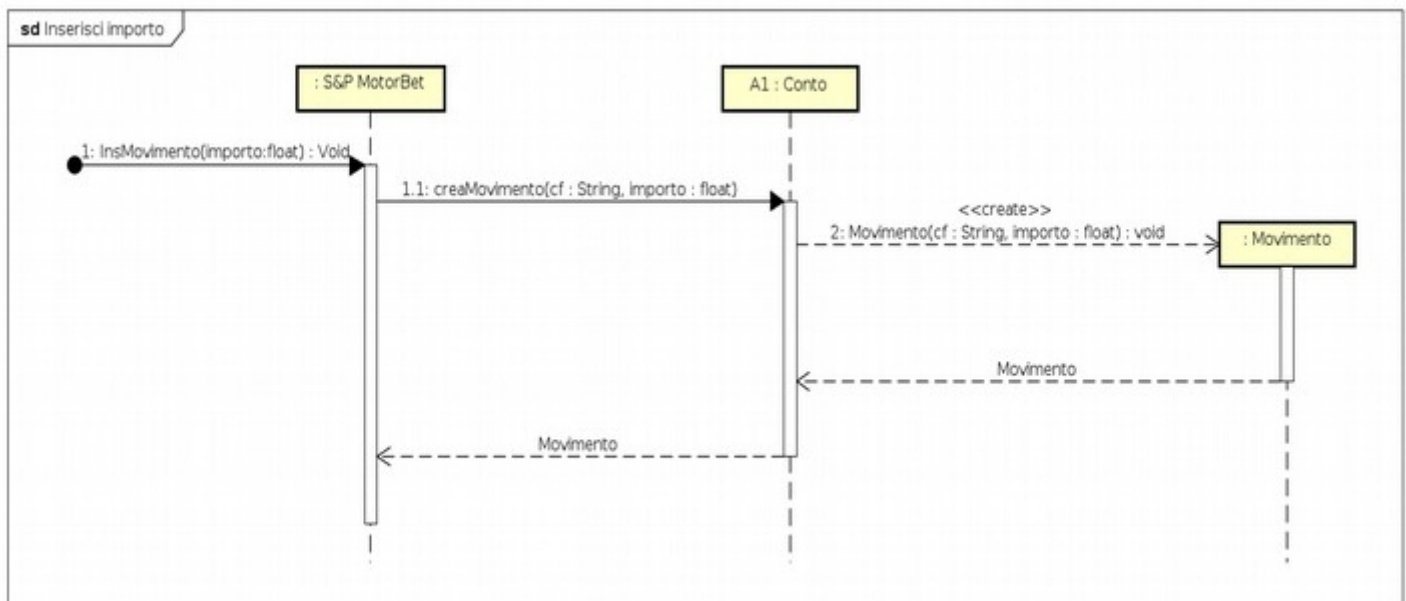 sd Inserisci importo
: S&P MotorBet
A1 : Conto
1: InsMovimento(importo:float) : Void
1.1: creaMovimento(cf : String, importo : float)
<<create>>
2: Movimento(cf : String, importo : float) : void
: Movimento
Movimento
Movimento